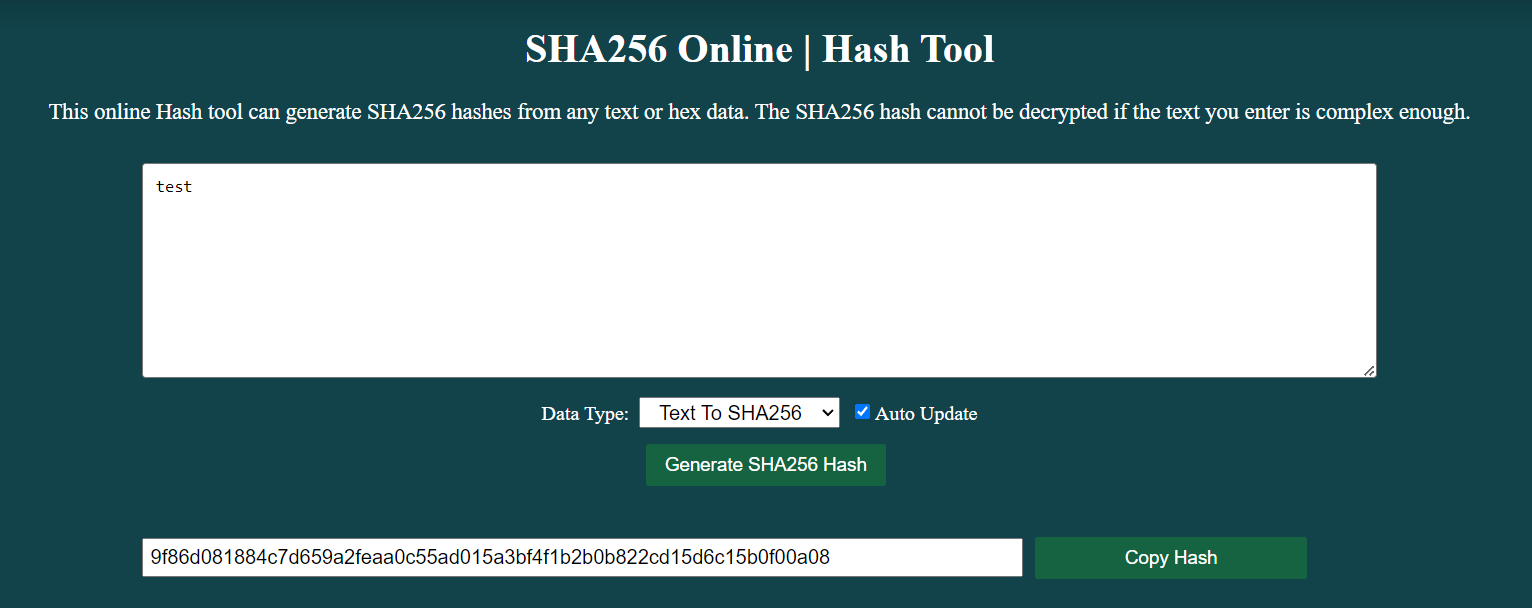 SHA256 Online | Hash Tool
This online Hash tool can generate SHA256 hashes from any text or hex data. The SHA256 hash cannot be decrypted if the text you enter is complex enough.
test
Data Type: Text To SHA256 Auto Update
Generate SHA256 Hash
9f86d081884c7d659a2feaa0c55ad015a3bf4f1b2b0b822cd15d6c15b0f00a08 Copy Hash